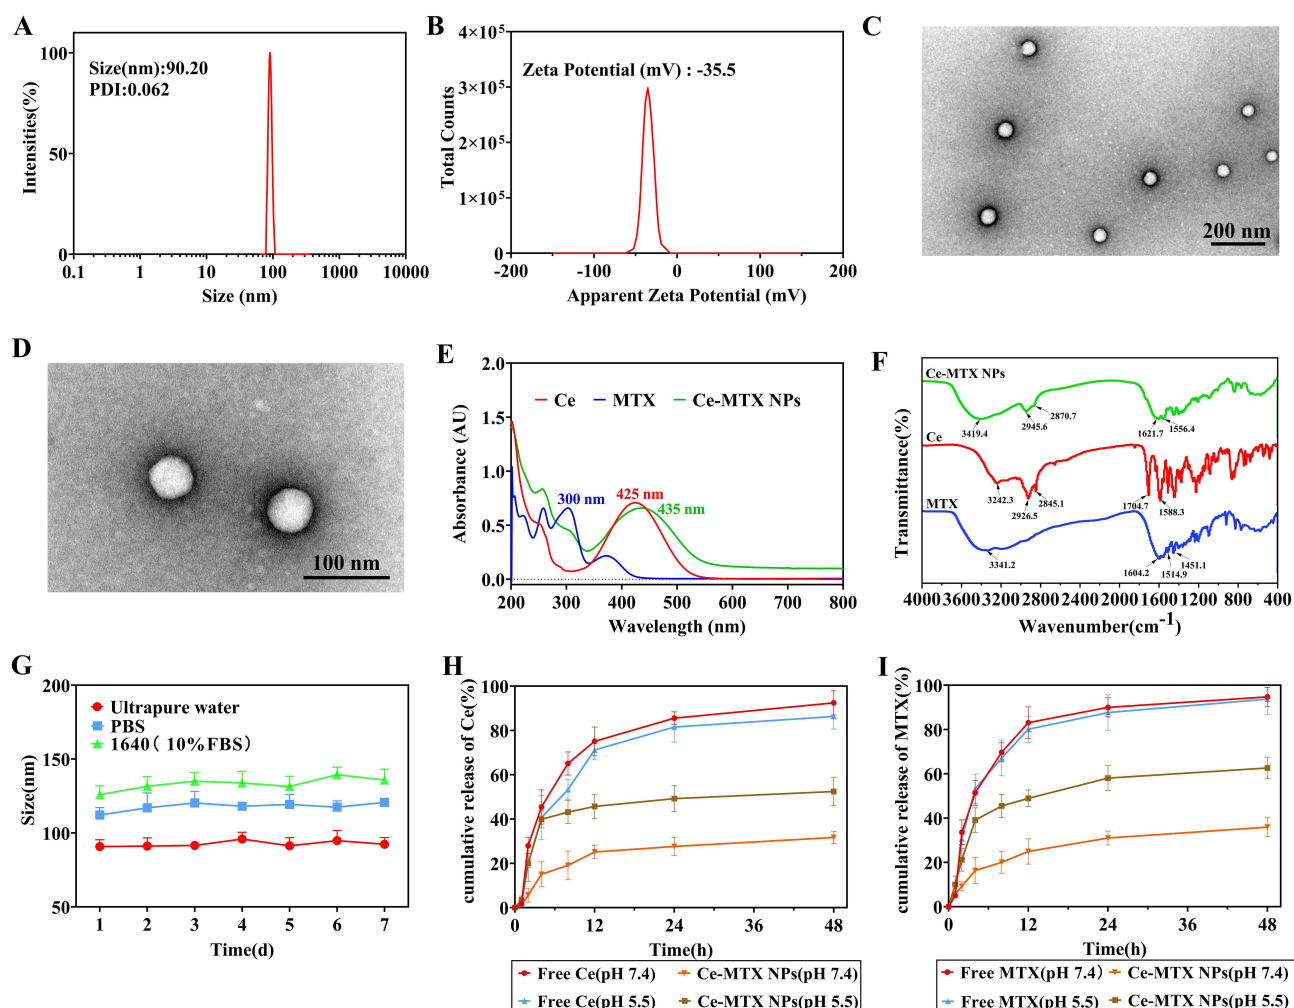 A
Size(nm):90.20
PDI:0.062
Intensities(%)
100
50
0
0.1 1 10 100 1000 10000
Size (nm)
B
Zeta Potential (mV) : -35.5
Total Counts
4×10⁵
3×10⁵
2×10⁵
1×10⁵
0
-200 -100 0 100 200
Apparent Zeta Potential (mV)
C
200 nm
D
100 nm
E
Absorbance (AU)
2.0
1.5
1.0
0.5
0.0
Ce MTX Ce-MTX NPs
300 nm
425 nm
435 nm
200 300 400 500 600 700 800
Wavelength (nm)
F
Transmittance(%)
Ce-MTX NPs
3419.4
2945.6
2870.7
1621.7
1556.4
Ce
3242.3
2926.5
2845.1
1704.7
1588.3
MTX
3341.2
1604.2
1514.9
1451.1
4000 3600 3200 2800 2400 2000 1600 1200 800 400
Wavenumber(cm⁻¹)
G
Size(nm)
200
150
100
50
Ultrapure water
PBS
1640( 10%FBS)
1 2 3 4 5 6 7
Time(d)
H
cumulative release of Ce(%)
100
80
60
40
20
0
0 12 24 36 48
Time(h)
Free Ce(pH 7.4) Ce-MTX NPs(pH 7.4)
Free Ce(pH 5.5) Ce-MTX NPs(pH 5.5)
I
cumulative release of MTX(%)
100
80
60
40
20
0
0 12 24 36 48
Time(h)
Free MTX(pH 7.4) Ce-MTX NPs(pH 7.4)
Free MTX(pH 5.5) Ce-MTX NPs(pH 5.5)